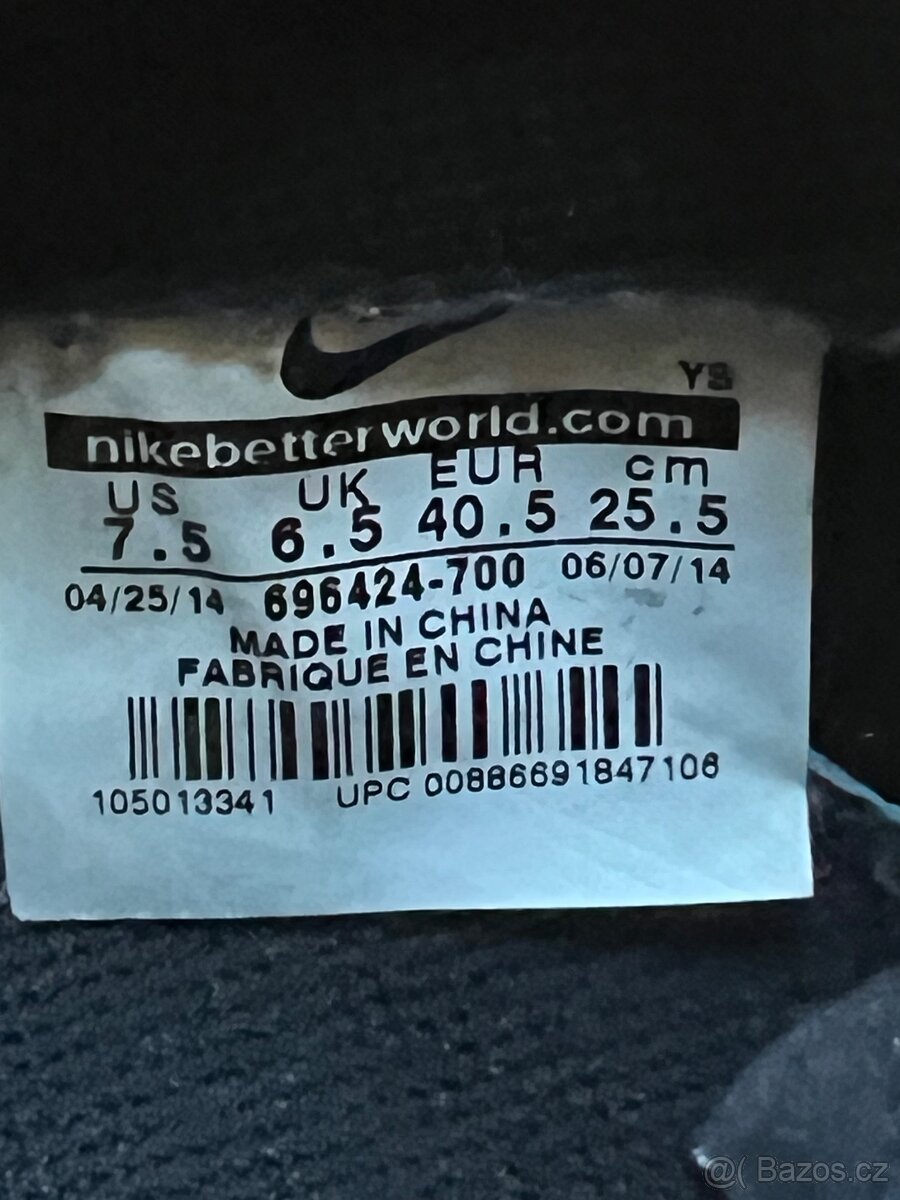 YS
nikebetterworld.com
US UK EUR cm
7.5 6.5 40.5 25.5
04/25/14 696424-700 06/07/14
MADE IN CHINA
FABRIQUE EN CHINE
105013341 UPC 00886691847106
@( Bazos.cz